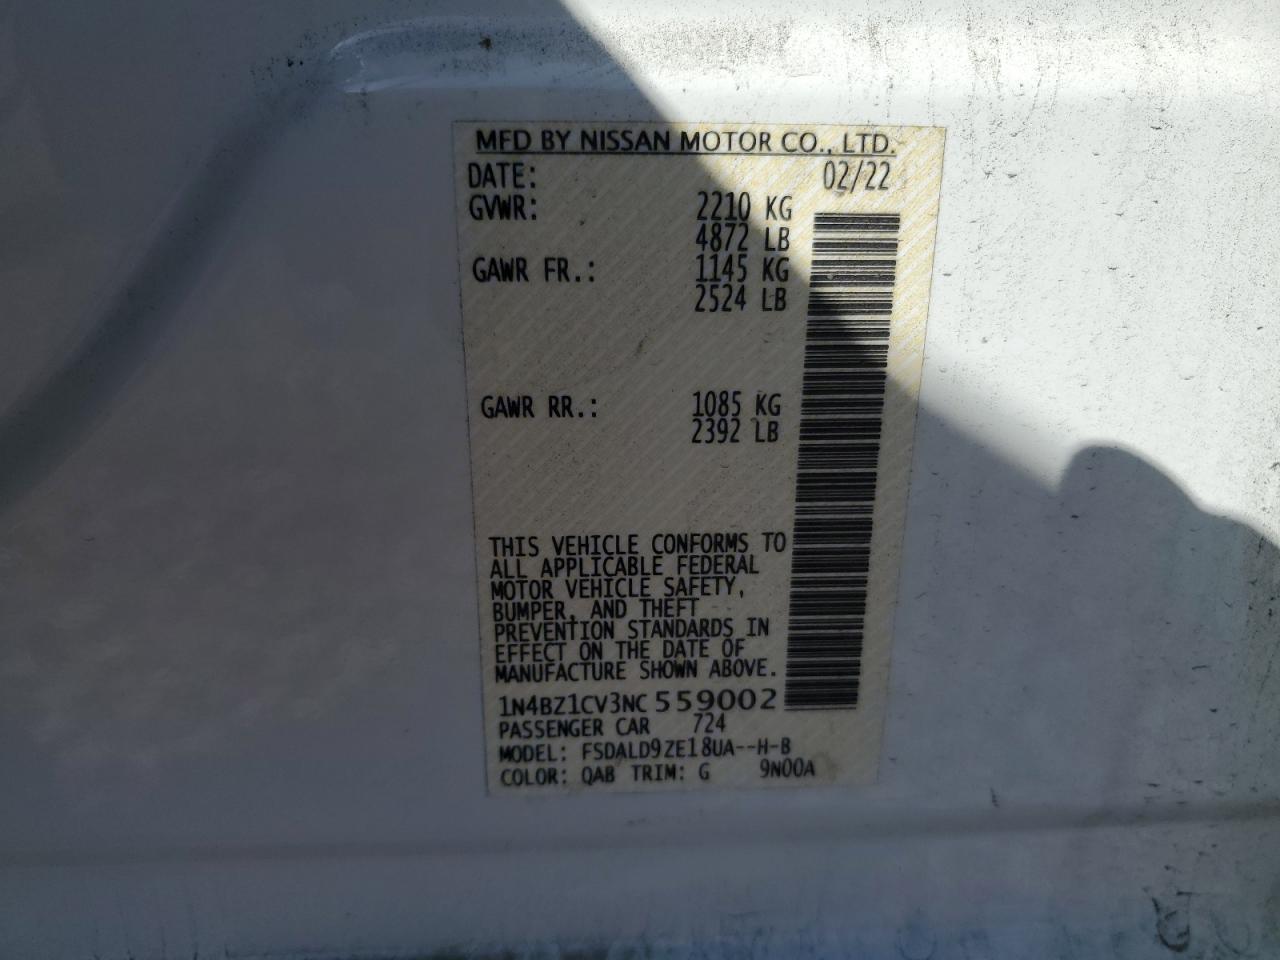 MFD BY NISSAN MOTOR CO., LTD.
DATE: 02/22
GVWR: 2210 KG
4872 LB
GAWR FR.: 1145 KG
2524 LB
GAWR RR.: 1085 KG
2392 LB
THIS VEHICLE CONFORMS TO
ALL APPLICABLE FEDERAL
MOTOR VEHICLE SAFETY,
BUMPER, AND THEFT
PREVENTION STANDARDS IN
EFFECT ON THE DATE OF
MANUFACTURE SHOWN ABOVE.
1N4BZ1CV3NC559002
PASSENGER CAR 724
MODEL: FSDALD9ZE18UA--H-B
COLOR: QAB TRIM: G 9N00A